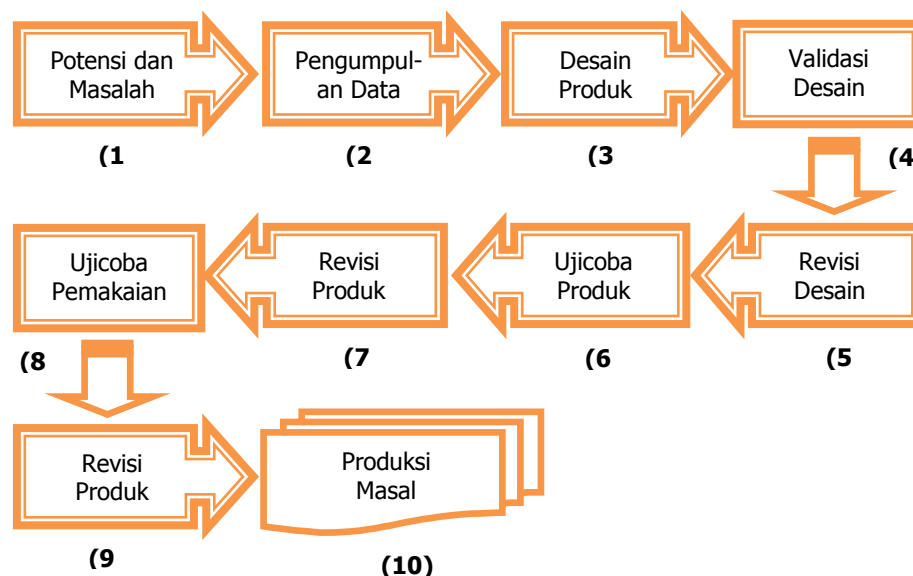 Potensi dan
Masalah
(1
Pengumpul-
an Data
(2
Desain
Produk
(3
Validasi
Desain
(4
Revisi
Desain
(5
Ujicoba
Produk
(6
Revisi
Produk
(7
Ujicoba
Pemakaian
(8
Revisi
Produk
(9
Produksi
Masal
(10)